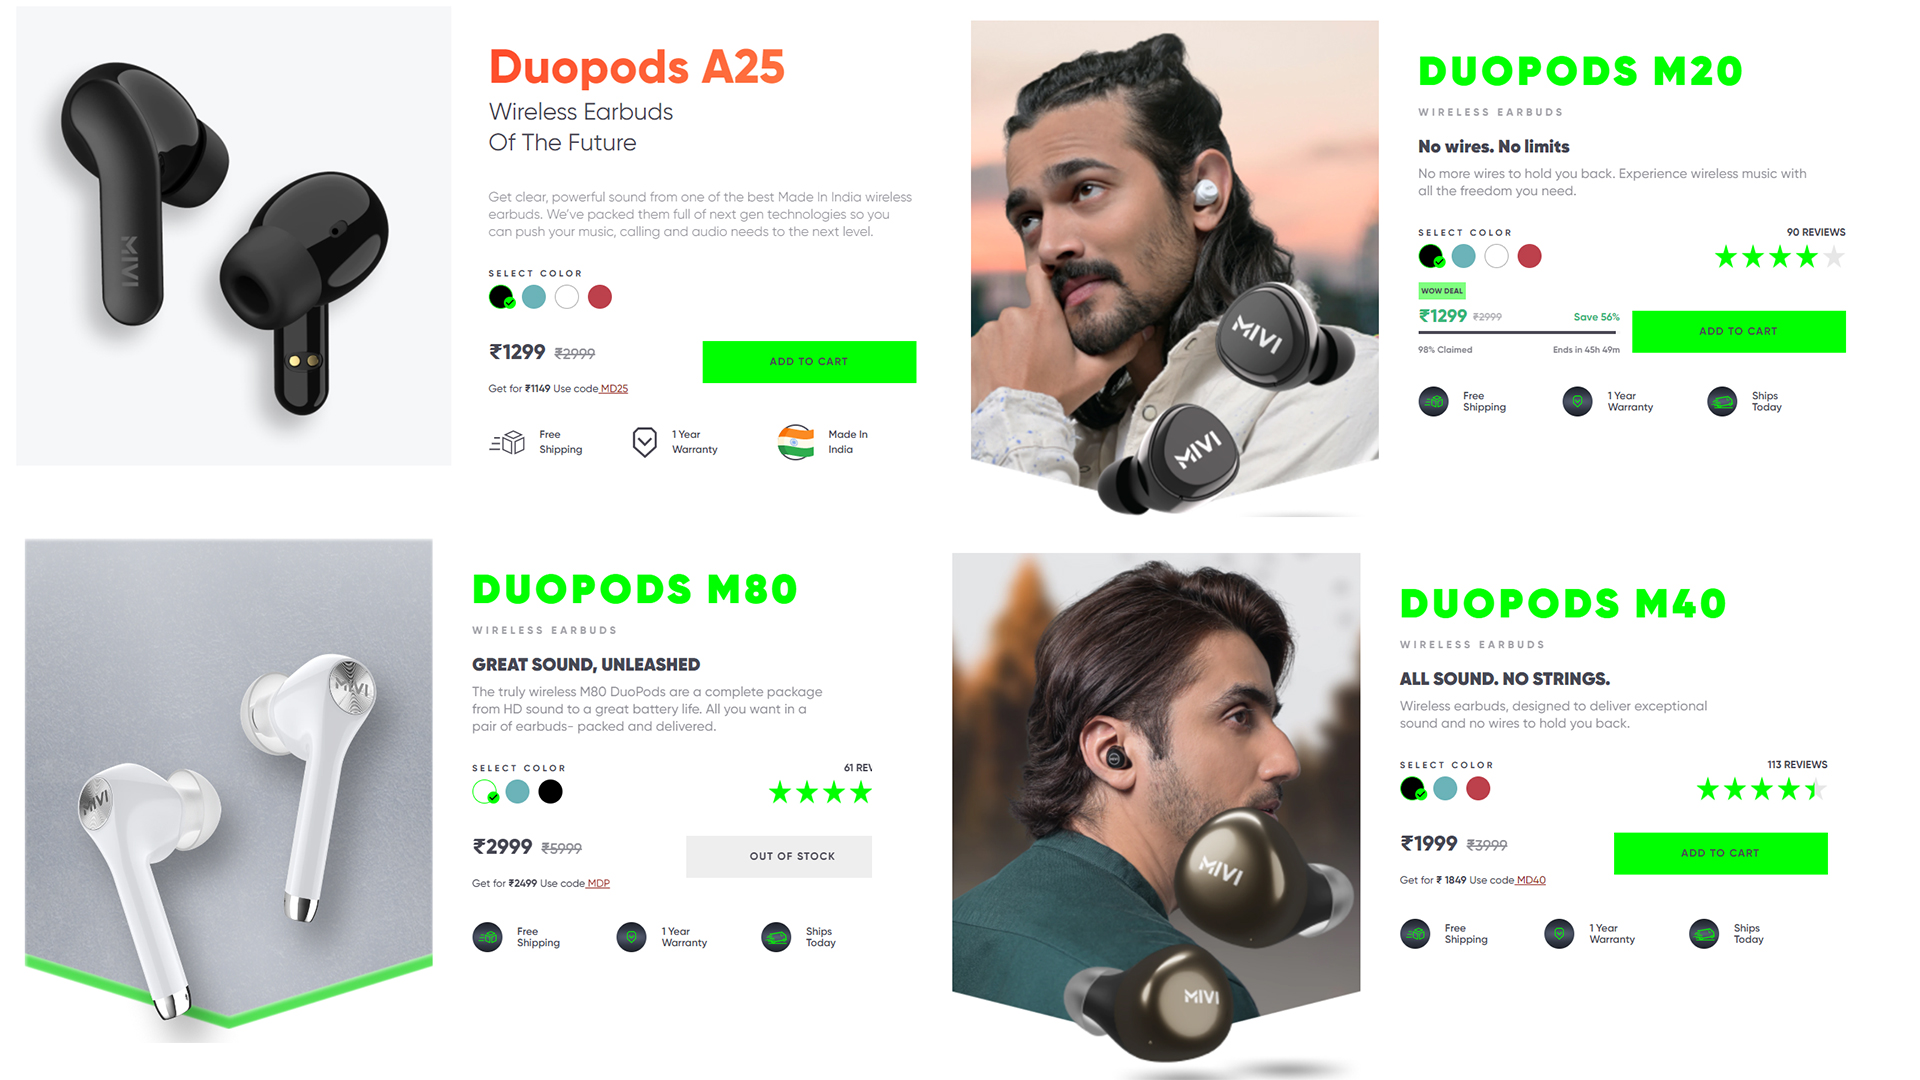 MIVI
Duopods A25
Wireless Earbuds
Of The Future
Get clear, powerful sound from one of the best Made In India wireless
earbuds. We've packed them full of next gen technologies so you
can push your music, calling and audio needs to the next level.
SELECT COLOR
₹1299 ₹2999
ADD TO CART
Get for ₹1149 Use code MD25
Free
Shipping
1 Year
Warranty
Made In
India
MIVI
MIVI
DUOPODS M20
WIRELESS EARBUDS
No wires. No limits
No more wires to hold you back. Experience wireless music with
all the freedom you need.
SELECT COLOR
90 REVIEWS
WOW DEAL
₹1299 ₹2999 Save 56%
ADD TO CART
98% Claimed Ends in 45h 49m
Free
Shipping
1 Year
Warranty
Ships
Today
MIVI
MIVI
DUOPODS M80
WIRELESS EARBUDS
GREAT SOUND, UNLEASHED
The truly wireless M80 DuoPods are a complete package
from HD sound to a great battery life. All you want in a
pair of earbuds- packed and delivered.
SELECT COLOR
61 REV
₹2999 ₹5999
OUT OF STOCK
Get for ₹2499 Use code MDP
Free
Shipping
1 Year
Warranty
Ships
Today
MIVI
MIVI
DUOPODS M40
WIRELESS EARBUDS
ALL SOUND. NO STRINGS.
Wireless earbuds, designed to deliver exceptional
sound and no wires to hold you back.
SELECT COLOR
113 REVIEWS
₹1999 ₹3999
ADD TO CART
Get for ₹ 1849 Use code MD40
Free
Shipping
1 Year
Warranty
Ships
Today